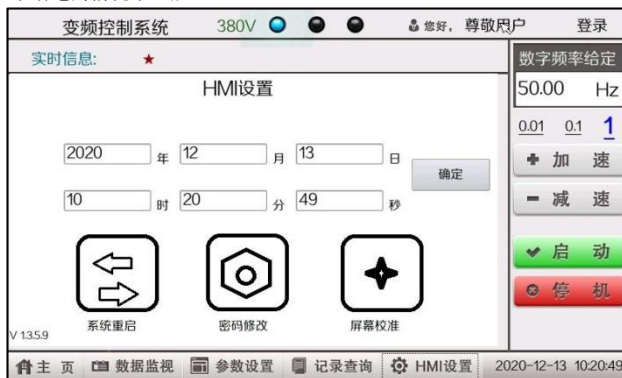 变频控制系统 380V 您好， 尊敬尺户 登录
实时信息: ★
数字频率给定
HMI设置
50.00 Hz
0.01 0.1 1
2020 年 12 月 13 日
确定
加 速
10 时 20 分 49 秒
减 速
启 动
停 机
系统重启 密码修改 屏幕校准
V 1.3.5.9
主 页 数据监视 参数设置 记录查询 HMI设置 2020-12-13 10:20:49